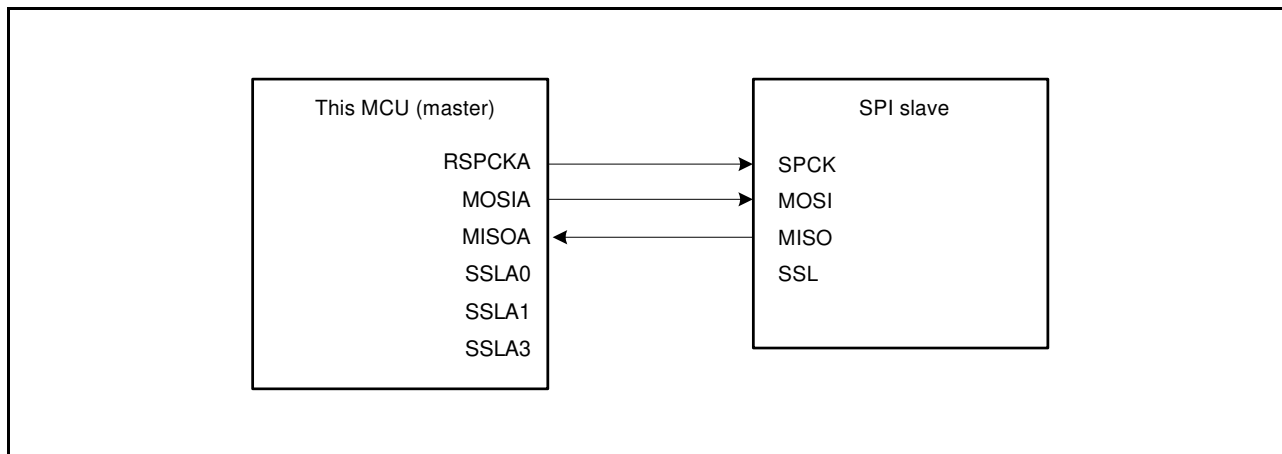 This MCU (master)
RSPCKA
MOSIA
MISOA
SSLA0
SSLA1
SSLA3
SPI slave
SPCK
MOSI
MISO
SSL